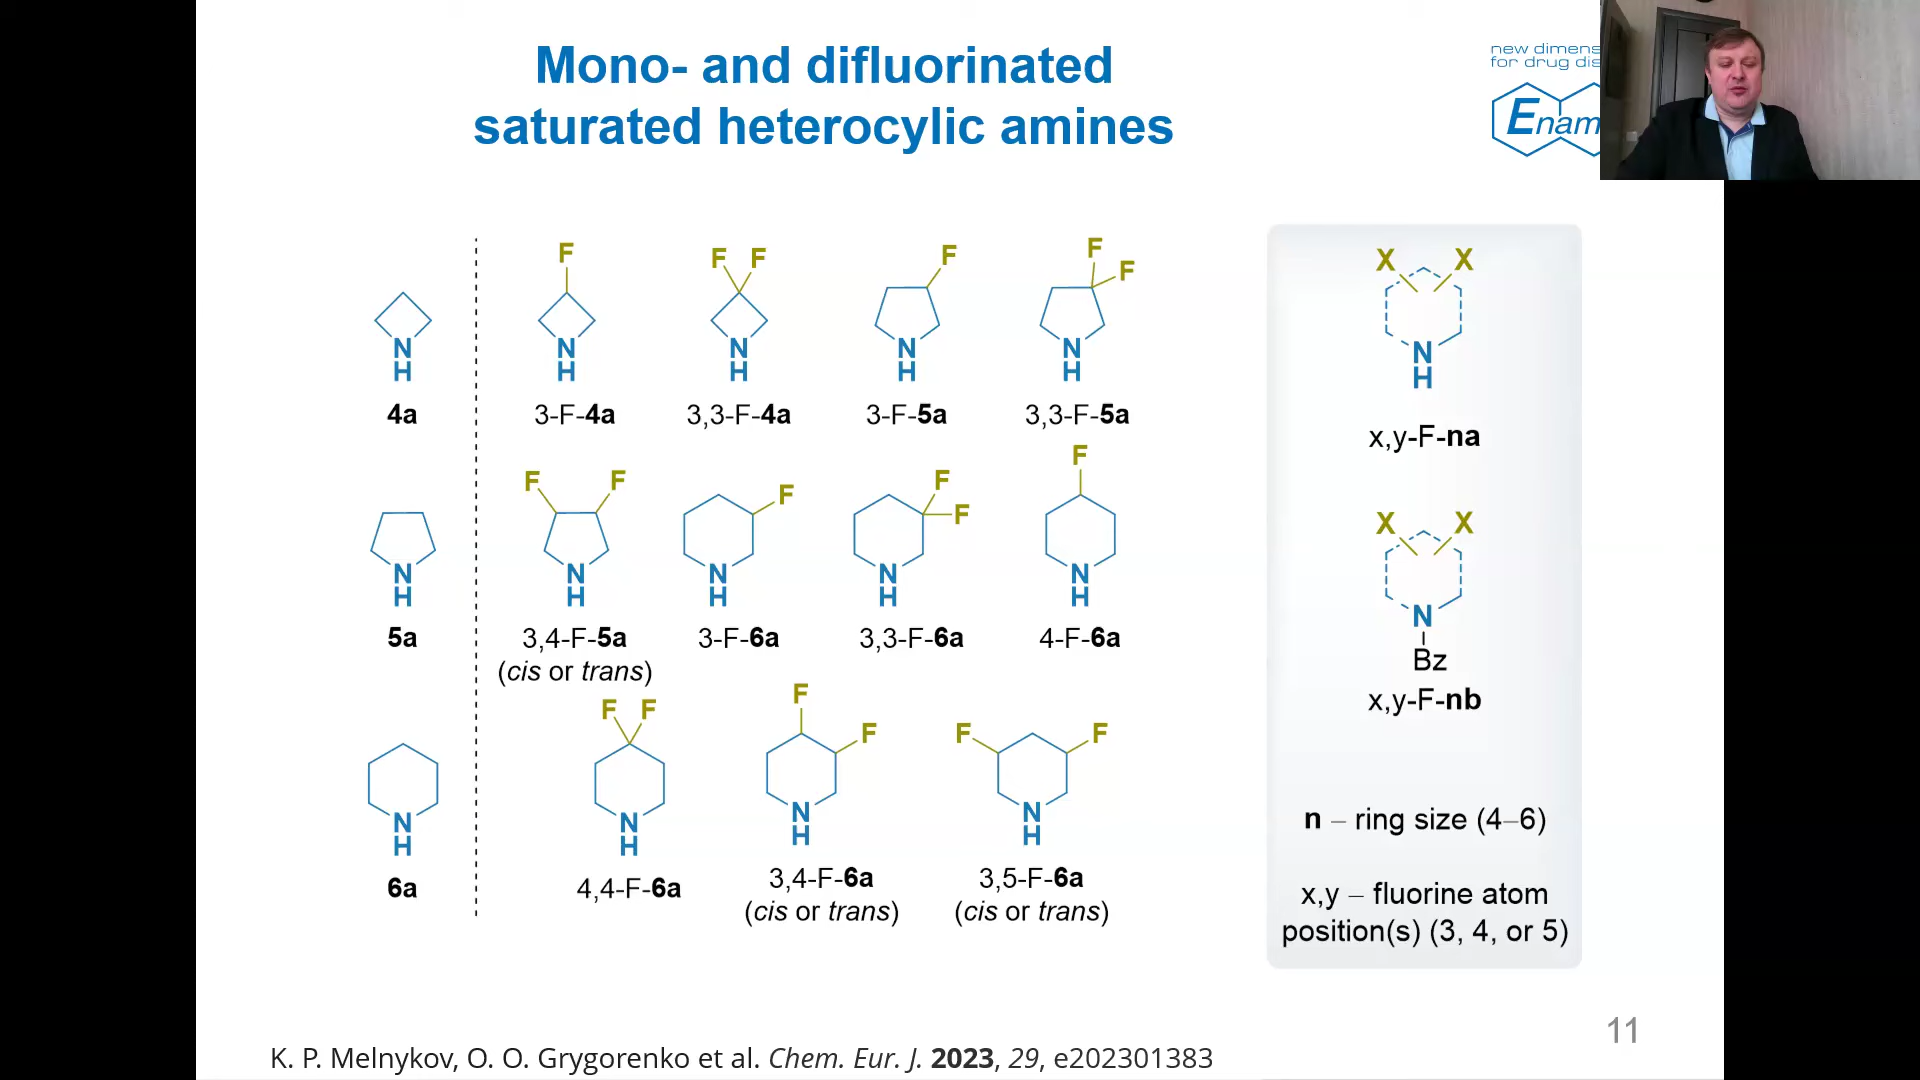 Mono- and difluorinated
saturated heterocylic amines
new dimens
for drug dis
Enam
F
F F
F
F
F
N
H
N
H
N
H
N
H
N
H
4a
3-F-4a
3,3-F-4a
3-F-5a
3,3-F-5a
F F
F
F
F
F
N
H
N
H
N
H
N
H
N
H
5a
3,4-F-5a
(cis or trans)
3-F-6a
3,3-F-6a
4-F-6a
F F
F
F
F F
N
H
N
H
N
H
N
H
6a
4,4-F-6a
3,4-F-6a
(cis or trans)
3,5-F-6a
(cis or trans)
X X
N
H
x,y-F-na
X X
N
Bz
x,y-F-nb
n – ring size (4–6)
x,y – fluorine atom
position(s) (3, 4, or 5)
11
K. P. Melnykov, O. O. Grygorenko et al. Chem. Eur. J. 2023, 29, e202301383